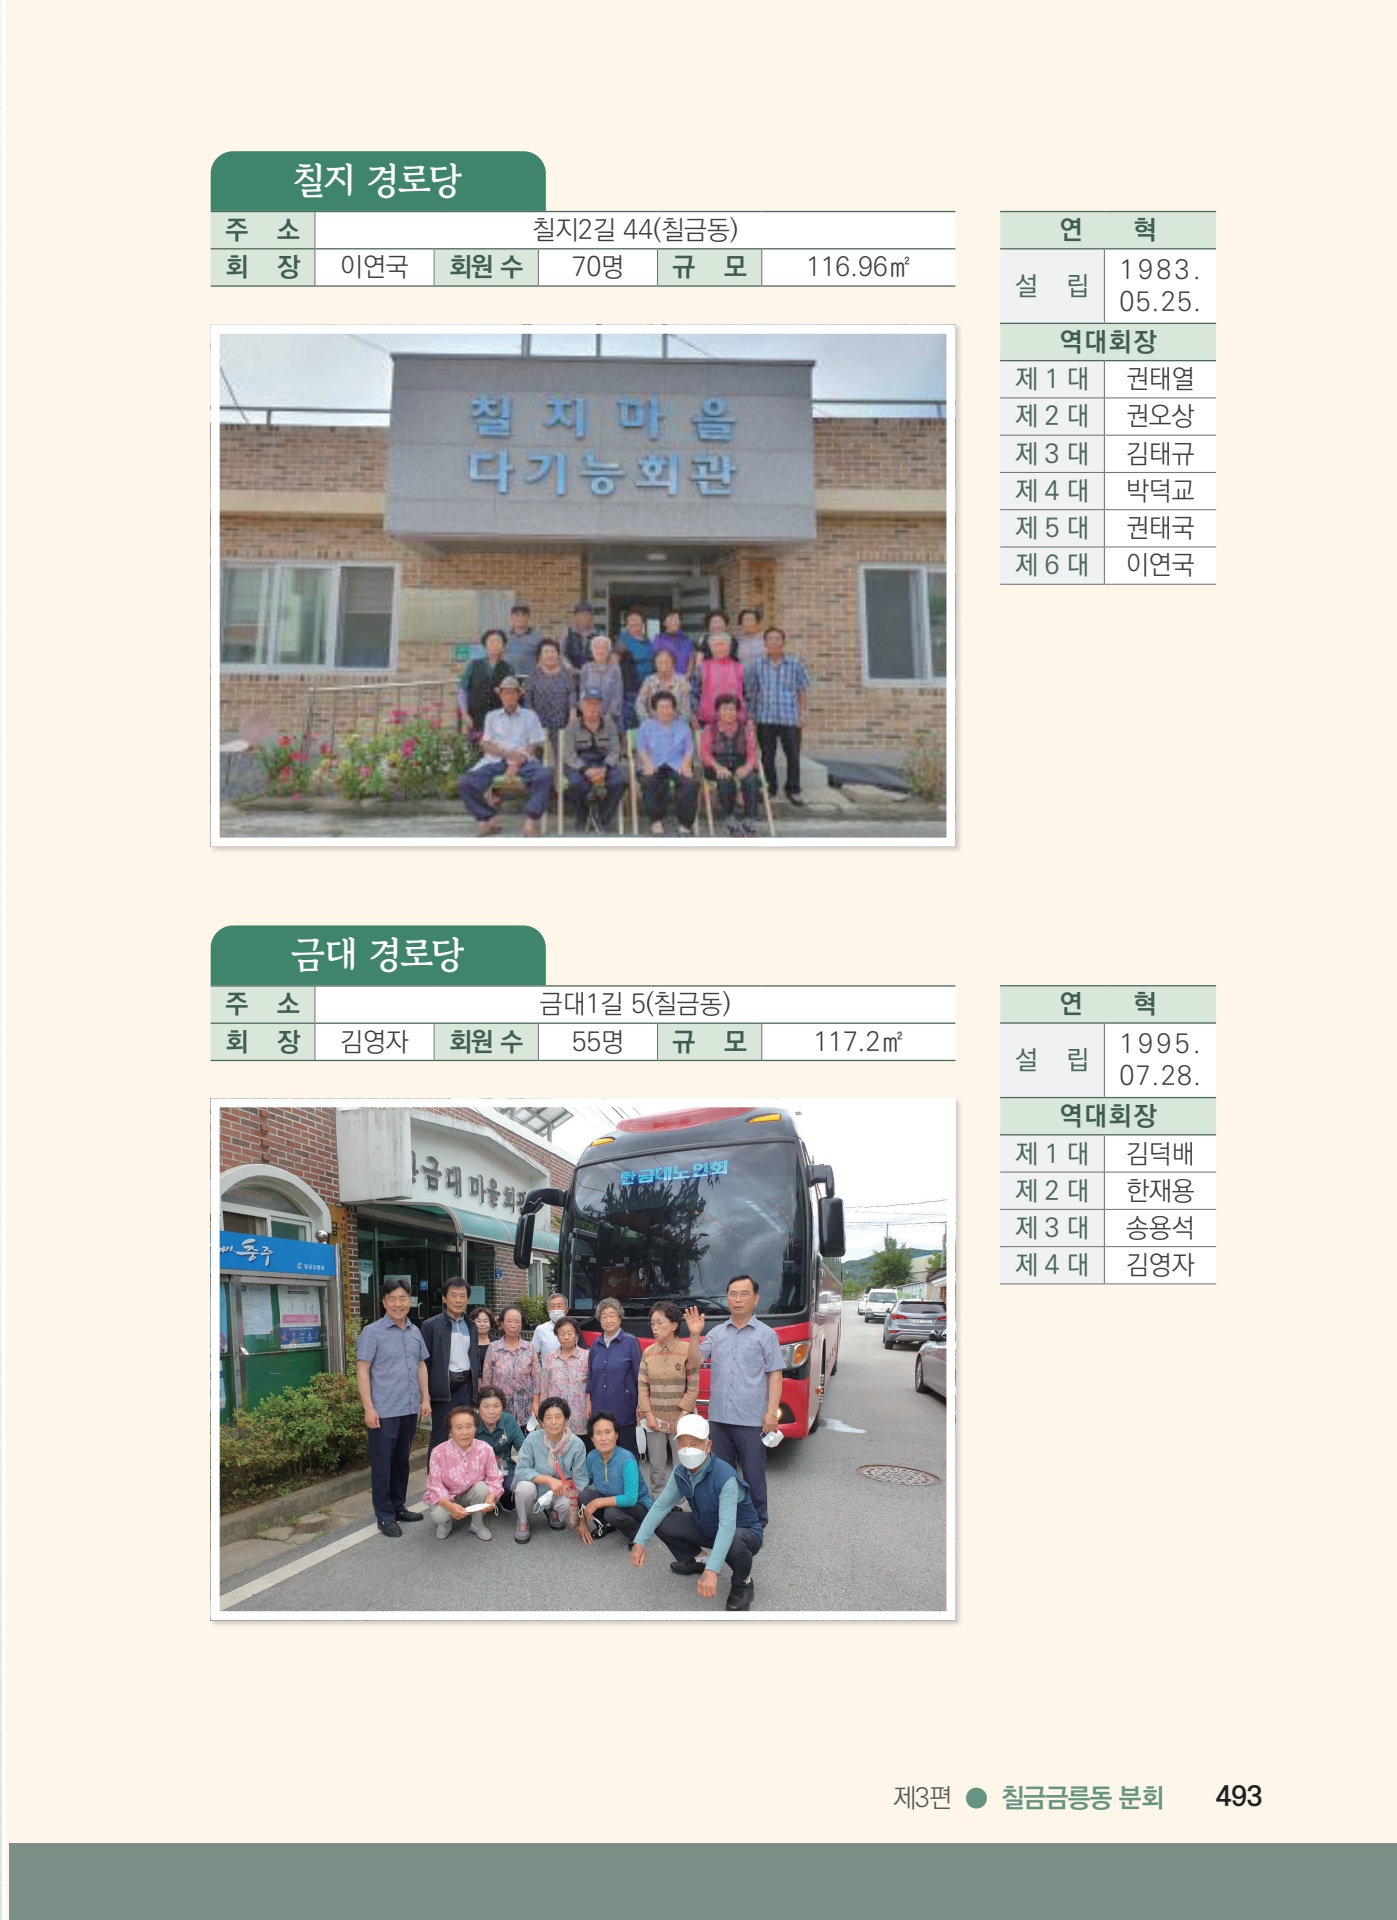 칠지 경로당
주 소 칠지2길 44(칠금동)
회 장 이연국 회원 수 70명 규 모 116.96㎡
칠지마을
다기능회관
연 혁
설 립 1983. 05.25.
역대회장
제 1 대 권태열
제 2 대 권오상
제 3 대 김태규
제 4 대 박덕교
제 5 대 권태국
제 6 대 이연국
금대 경로당
주 소 금대1길 5(칠금동)
회 장 김영자 회원 수 55명 규 모 117.2㎡
금대마을회
탄금대노인회
충주
연 혁
설 립 1995. 07.28.
역대회장
제 1 대 김덕배
제 2 대 한재용
제 3 대 송용석
제 4 대 김영자
제3편 ● 칠금금릉동 분회 493